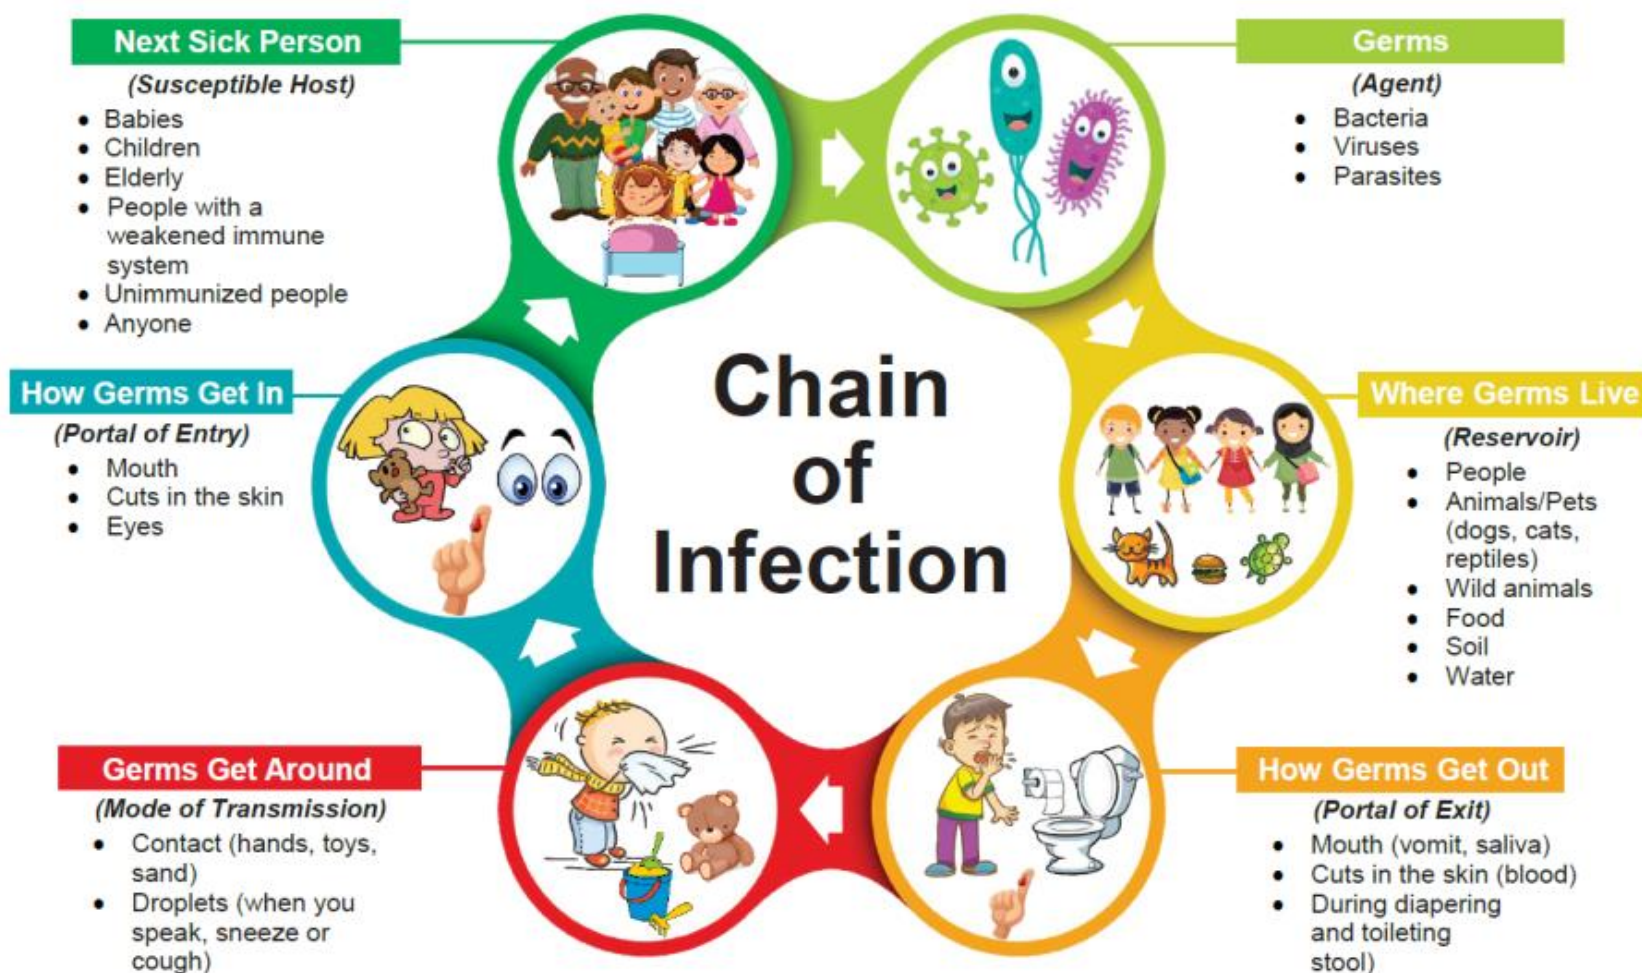 Next Sick Person
(Susceptible Host)
• Babies
• Children
• Elderly
• People with a
weakened immune
system
• Unimmunized people
• Anyone
Germs
(Agent)
• Bacteria
• Viruses
• Parasites
Chain
of
Infection
How Germs Get In
(Portal of Entry)
• Mouth
• Cuts in the skin
• Eyes
Where Germs Live
(Reservoir)
• People
• Animals/Pets
(dogs, cats,
reptiles)
• Wild animals
• Food
• Soil
• Water
Germs Get Around
(Mode of Transmission)
• Contact (hands, toys,
sand)
• Droplets (when you
speak, sneeze or
cough)
How Germs Get Out
(Portal of Exit)
• Mouth (vomit, saliva)
• Cuts in the skin (blood)
• During diapering
and toileting
stool)